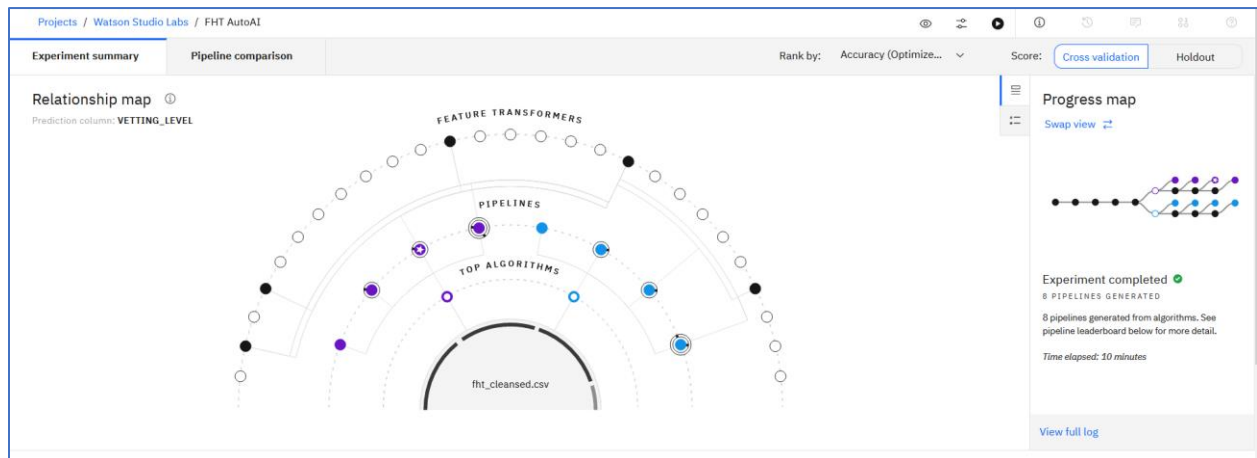 Projects / Watson Studio Labs / FHT AutoAI
Experiment summary
Pipeline comparison
Rank by: Accuracy (Optimize...
Score: Cross validation Holdout
Relationship map
Prediction column: VETTING_LEVEL
FEATURE TRANSFORMERS
PIPELINES
TOP ALGORITHMS
fht_cleansed.csv
Progress map
Swap view
Experiment completed
8 PIPELINES GENERATED
8 pipelines generated from algorithms. See
pipeline leaderboard below for more detail.
Time elapsed: 10 minutes
View full log